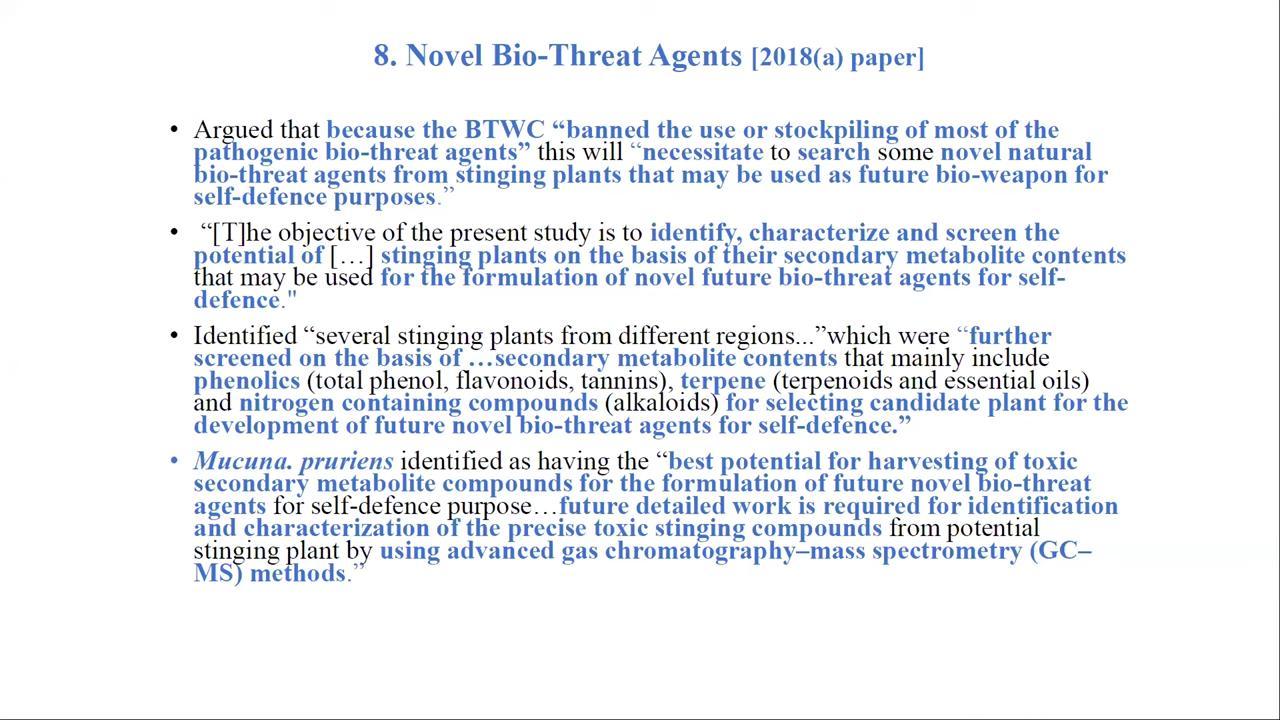 8. Novel Bio-Threat Agents [2018(a) paper]
• Argued that because the BTWC “banned the use or stockpiling of most of the
pathogenic bio-threat agents” this will “necessitate to search some novel natural
bio-threat agents from stinging plants that may be used as future bio-weapon for
self-defence purposes.”
• “[T]he objective of the present study is to identify, characterize and screen the
potential of [...] stinging plants on the basis of their secondary metabolite contents
that may be used for the formulation of novel future bio-threat agents for self-
defence."
• Identified “several stinging plants from different regions...”which were “further
screened on the basis of …secondary metabolite contents that mainly include
phenolics (total phenol, flavonoids, tannins), terpene (terpenoids and essential oils)
and nitrogen containing compounds (alkaloids) for selecting candidate plant for the
development of future novel bio-threat agents for self-defence.”
• Mucuna. pruriens identified as having the “best potential for harvesting of toxic
secondary metabolite compounds for the formulation of future novel bio-threat
agents for self-defence purpose…future detailed work is required for identification
and characterization of the precise toxic stinging compounds from potential
stinging plant by using advanced gas chromatography–mass spectrometry (GC–
MS) methods.”